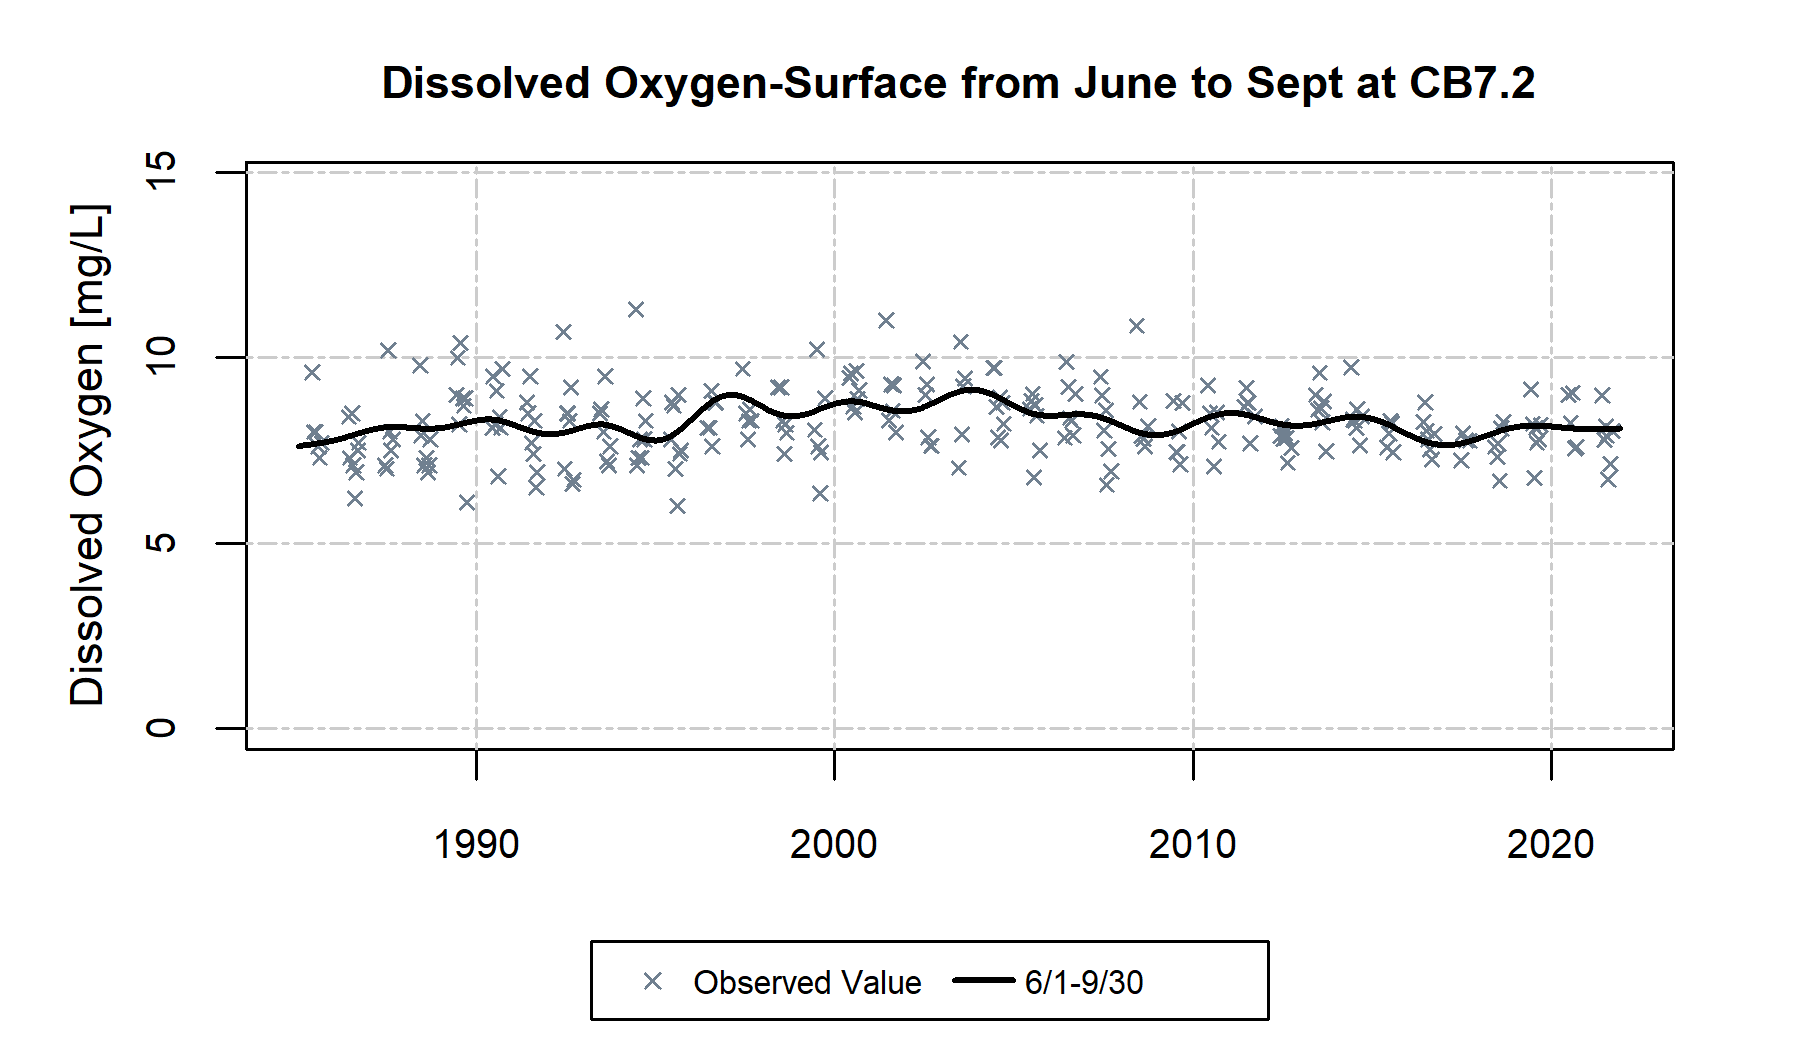 Dissolved Oxygen-Surface from June to Sept at CB7.2
Dissolved Oxygen [mg/L]
15
10
5
0
1990 2000 2010 2020
Observed Value 6/1-9/30